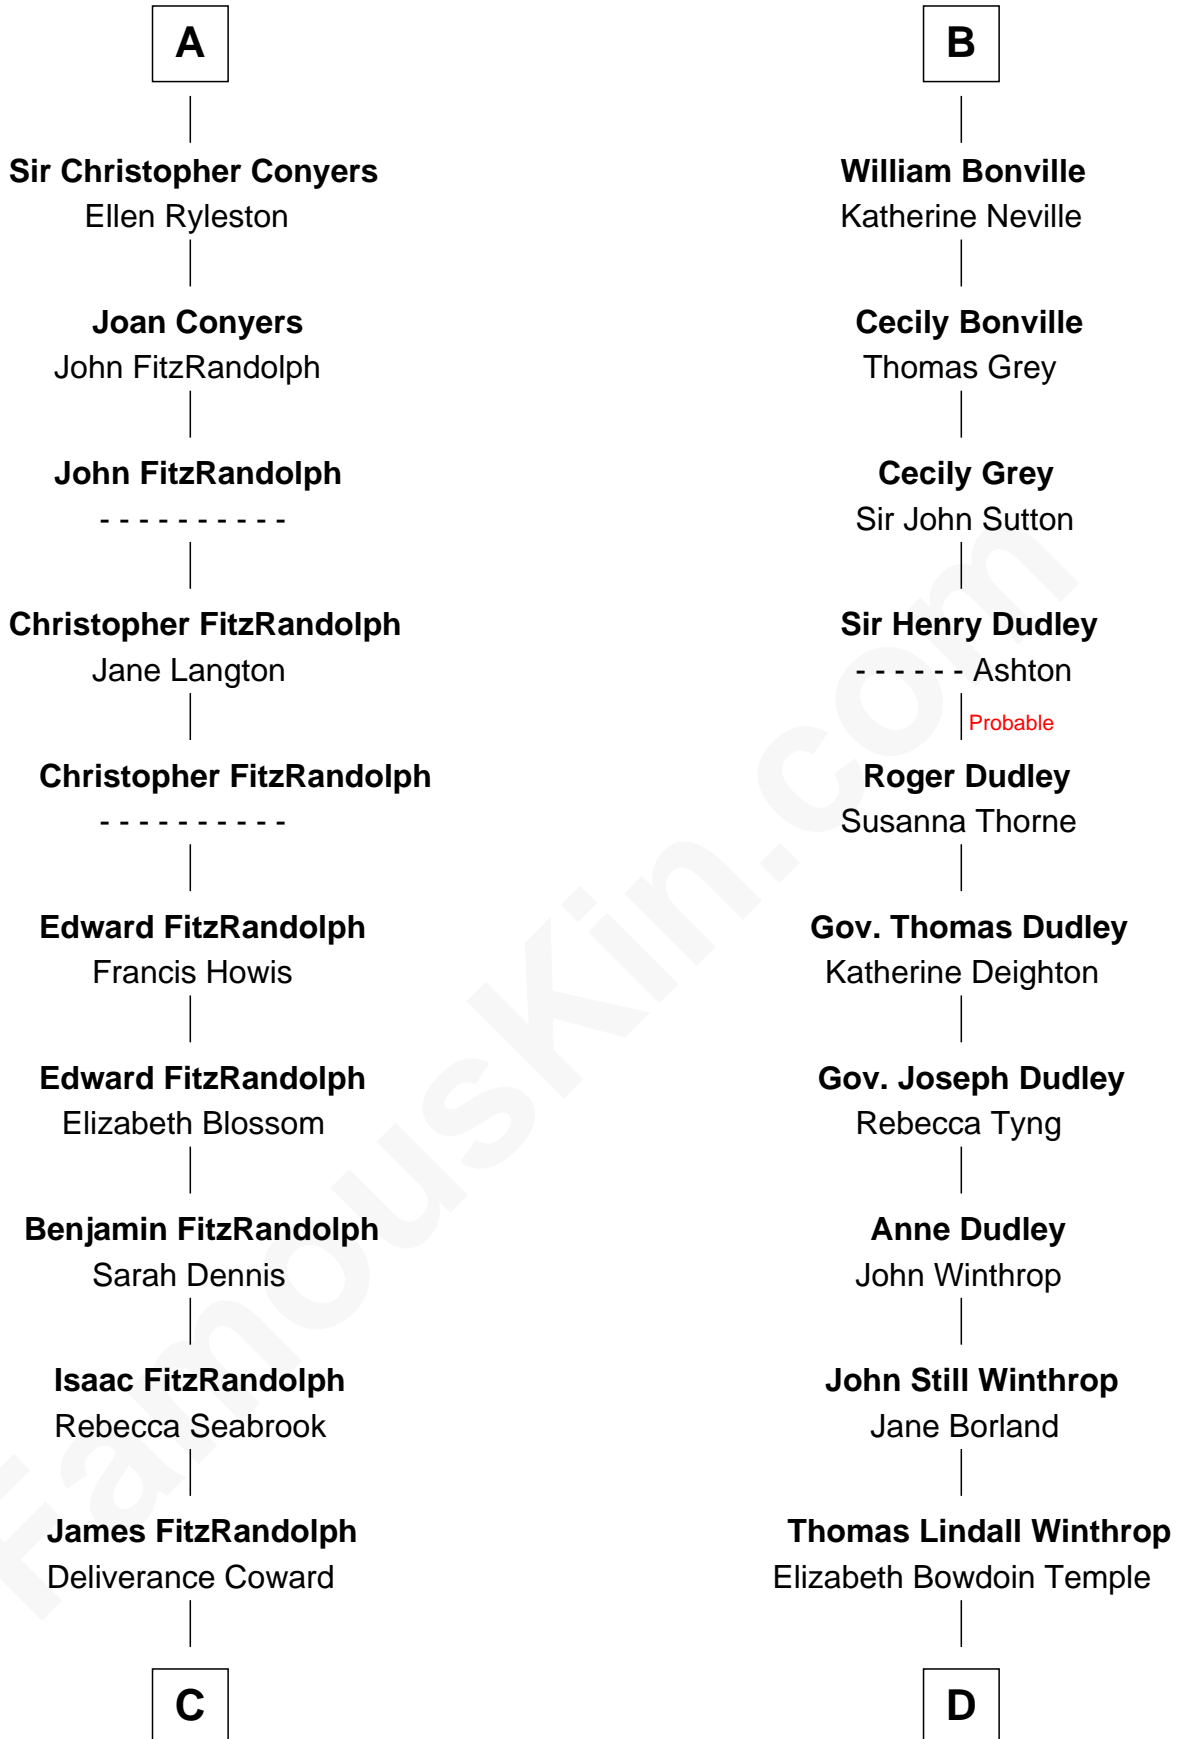 A
Sir Christopher Conyers
Ellen Ryleston
Joan Conyers
John FitzRandolph
John FitzRandolph
- - - - - - - - - -
Christopher FitzRandolph
Jane Langton
Christopher FitzRandolph
- - - - - - - - - -
Edward FitzRandolph
Francis Howis
Edward FitzRandolph
Elizabeth Blossom
Benjamin FitzRandolph
Sarah Dennis
Isaac FitzRandolph
Rebecca Seabrook
James FitzRandolph
Deliverance Coward
C
B
William Bonville
Katherine Neville
Cecily Bonville
Thomas Grey
Cecily Grey
Sir John Sutton
Sir Henry Dudley
- - - - - - Ashton
Probable
Roger Dudley
Susanna Thorne
Gov. Thomas Dudley
Katherine Deighton
Gov. Joseph Dudley
Rebecca Tyng
Anne Dudley
John Winthrop
John Still Winthrop
Jane Borland
Thomas Lindall Winthrop
Elizabeth Bowdoin Temple
D
FamousKin.com